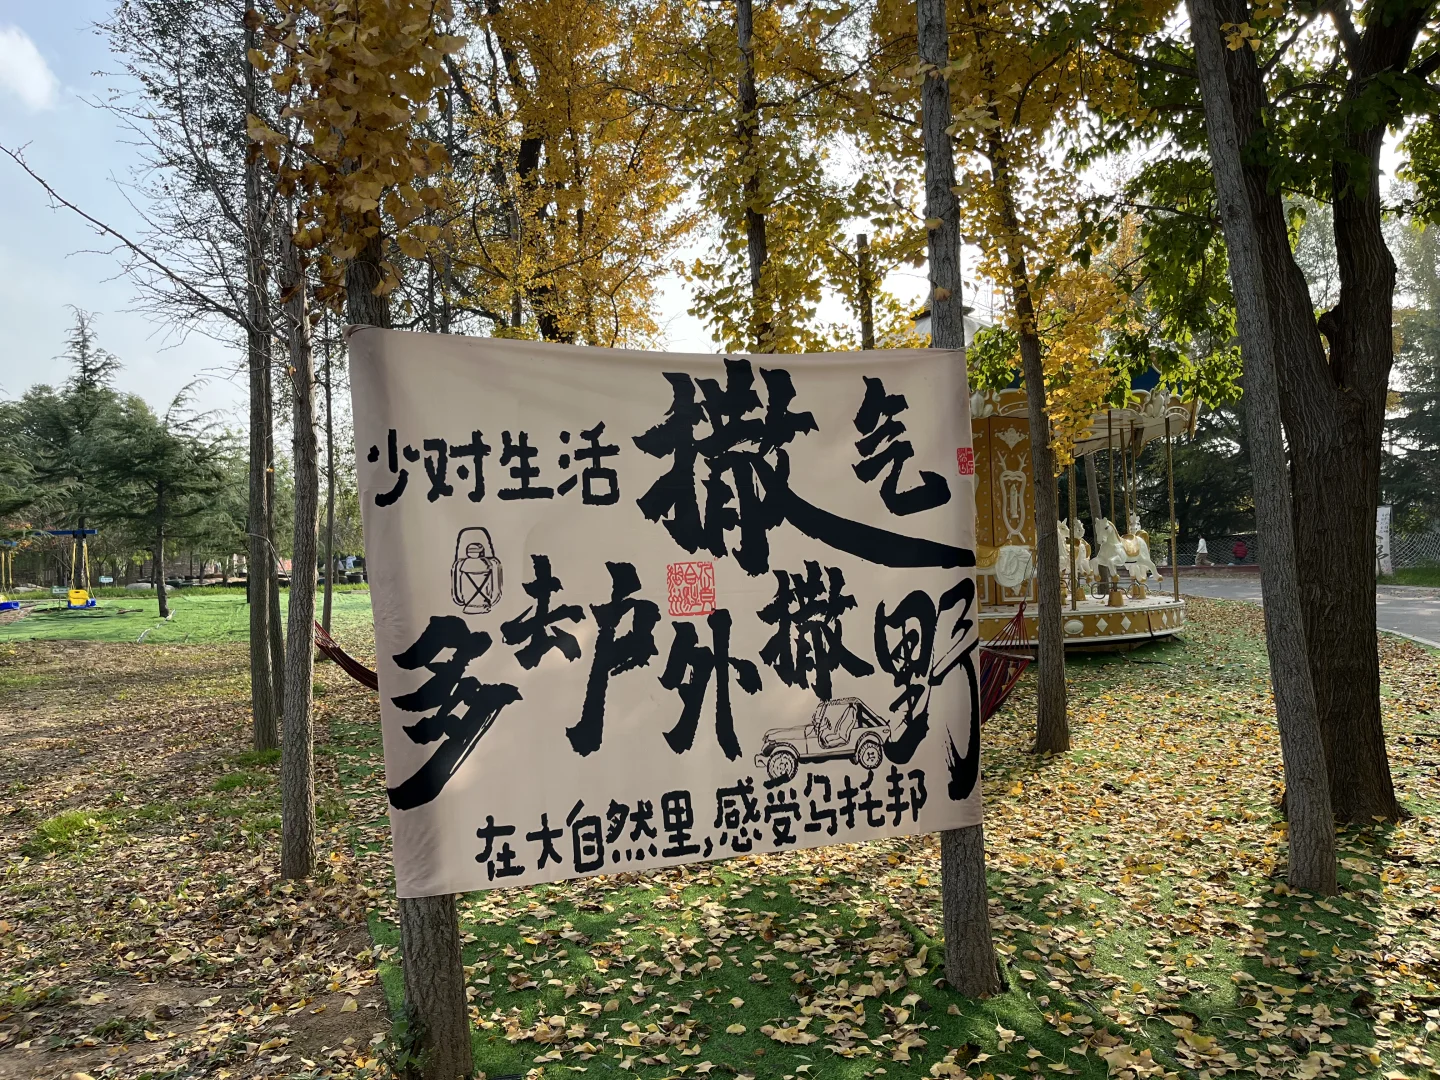 少对生活撒气
多去户外撒野
在大自然里,感受乌托邦